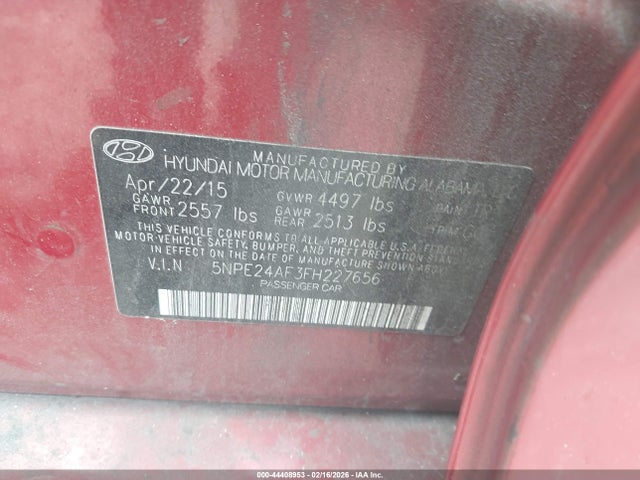 MANUFACTURED BY
HYUNDAI MOTOR MANUFACTURING ALABAMA
Apr/22/15 GVWR 4497 lbs
GAWR FRONT 2557 lbs GAWR REAR 2513 lbs
THIS VEHICLE CONFORMS TO ALL APPLICABLE U.S.A. FEDERAL
MOTOR-VEHICLE SAFETY, BUMPER, AND THEFT PREVENTION
STANDARDS IN EFFECT ON THE DATE OF MANUFACTURE SHOWN ABOVE.
V.I.N 5NPE24AF3FH227656
PASSENGER CAR
000-44408953 - 02/16/2026 - IAAI.COM